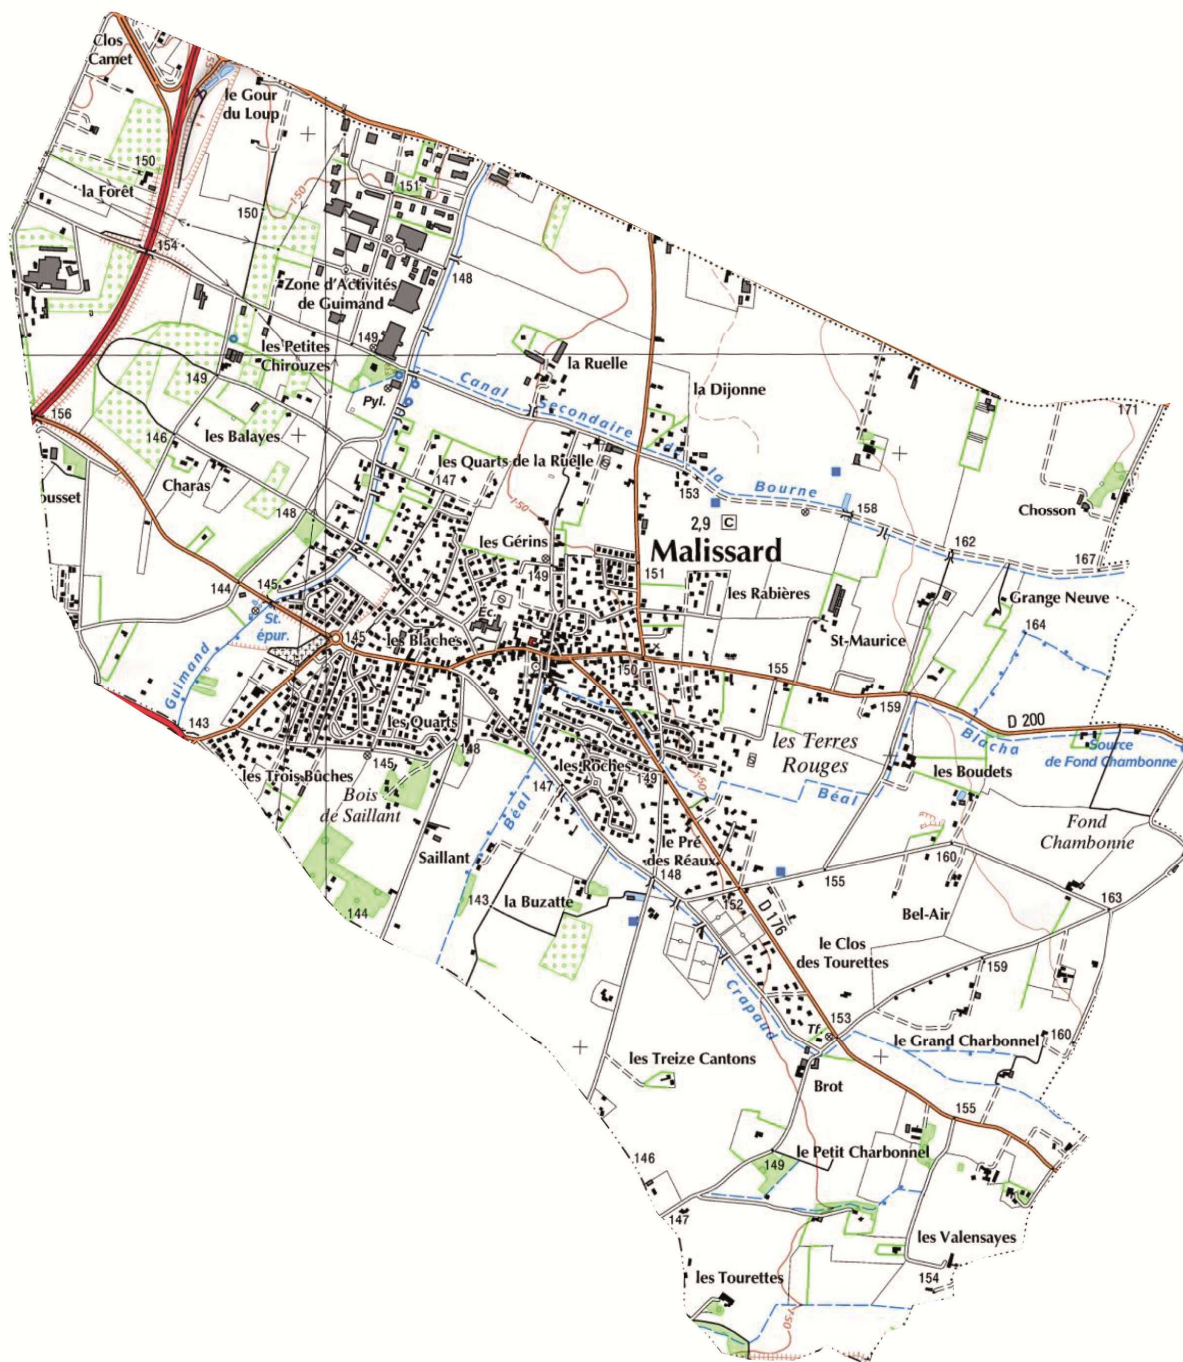 Clos
Camet
55
le Gour
du Loup
150
la Forêt
151
150
150
154
148
Zone d'Activités
de Guimand
149
les Petites
Chirouzes
la Ruelle
la Dijonne
149
Pyl.
Canal Secondaire de la Bourne
171
156
146
les Balayes
les Quarts de la Ruelle
ousset
Charas
147
153
150
148
158
Chosson
2,9 C
les Gérins
Malissard
162
167
149
151
144
145
les Rabières
Grange Neuve
Ec.
St.
épur.
145
les Blaches
St-Maurice
164
Guimand
150
155
159
143
les Quarts
D 200
148
les Terres
Rouges
Blacha
Source
de Fond Chambonne
les Trois Bûches
145
les Roches
149
150
les Boudets
Bois
de Saillant
147
Béal
Béal
Fond
Chambonne
Saillant
le Pré
des Réaux
160
148
155
163
144
143
la Buzatte
152
D 176
Bel-Air
le Clos
des Tourettes
159
Crapaud
Tf.
153
160
le Grand Charbonnel
les Treize Cantons
Brot
155
le Petit Charbonnel
146
149
147
les Valensayes
les Tourettes
154
150